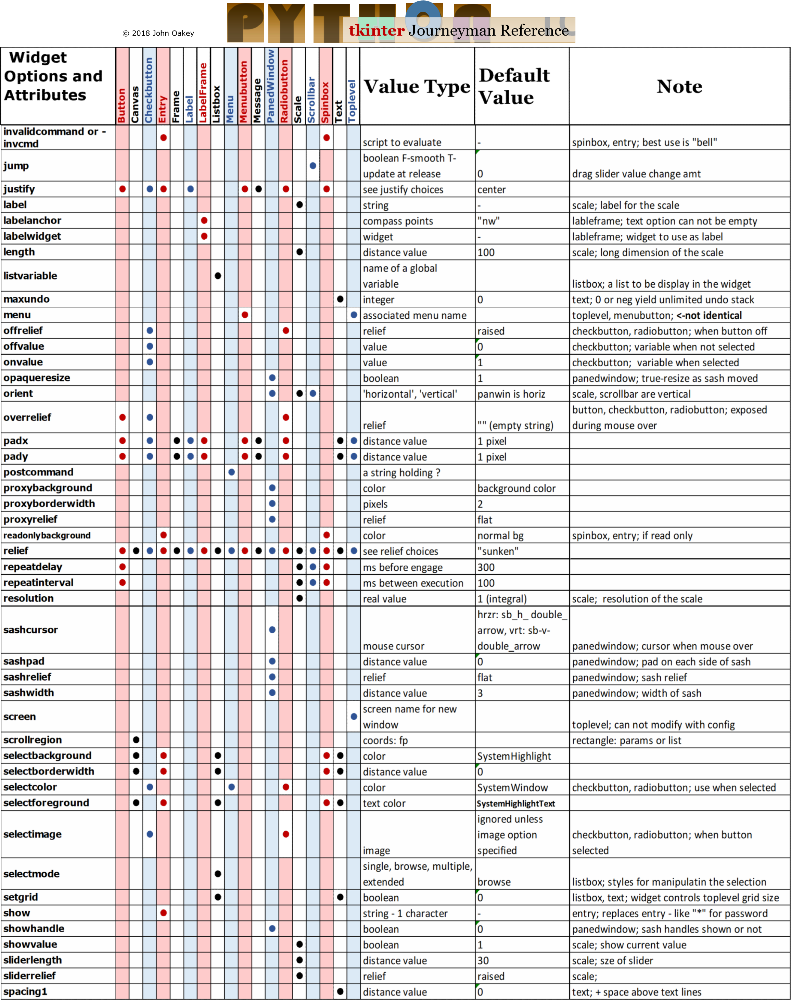 PYTHON
© 2018 John Oakey
tkinter Journeyman Reference
Widget Options and Attributes Button Canvas Checkbutton Entry Frame Label LabelFrame Listbox Menu Menubutton Message PanedWindow Radiobutton Scale Scrollbar Spinbox Text Toplevel Value Type Default Value Note
invalidcommand or -
invcmd script to evaluate - spinbox, entry; best use is "bell"
jump boolean F-smooth T-
update at release 0 drag slider value change amt
justify see justify choices center
label string - scale; label for the scale
labelanchor compass points "nw" lableframe; text option can not be empty
labelwidget widget - lableframe; widget to use as label
length distance value 100 scale; long dimension of the scale
listvariable name of a global
variable listbox; a list to be display in the widget
maxundo integer 0 text; 0 or neg yield unlimited undo stack
menu associated menu name toplevel, menubutton; <-not identical
offrelief relief raised checkbutton, radiobutton; when button off
offvalue value 0 checkbutton; variable when not selected
onvalue value 1 checkbutton; variable when selected
opaqueresize boolean 1 panedwindow; true-resize as sash moved
orient 'horizontal', 'vertical' panwin is horiz scale, scrollbar are vertical
overrelief relief "" (empty string) button, checkbutton, radiobutton; exposed
during mouse over
padx distance value 1 pixel
pady distance value 1 pixel
postcommand a string holding ?
proxybackground color background color
proxyborderwidth pixels 2
proxyrelief relief flat
readonlybackground color normal bg spinbox, entry; if read only
relief see relief choices "sunken"
repeatdelay ms before engage 300
repeatinterval ms between execution 100
resolution real value 1 (integral) scale; resolution of the scale
sashcursor mouse cursor hrzr: sb_h_ double_
arrow, vrt: sb-v-
double_arrow panedwindow; cursor when mouse over
sashpad distance value 0 panedwindow; pad on each side of sash
sashrelief relief flat panedwindow; sash relief
sashwidth distance value 3 panedwindow; width of sash
screen screen name for new
window toplevel; can not modify with config
scrollregion coords: fp rectangle: params or list
selectbackground color SystemHighlight
selectborderwidth distance value 0
selectcolor color SystemWindow checkbutton, radiobutton; use when selected
selectforeground text color SystemHighlightText
selectimage image ignored unless
image option
specified checkbutton, radiobutton; when button
selected
selectmode single, browse, multiple,
extended browse listbox; styles for manipulatin the selection
setgrid boolean 0 listbox, text; widget controls toplevel grid size
show string - 1 character - entry; replaces entry - like "*" for password
showhandle boolean 0 panedwindow; sash handles shown or not
showvalue boolean 1 scale; show current value
sliderlength distance value 30 scale; sze of slider
sliderrelief relief raised scale;
spacing1 distance value 0 text; + space above text lines